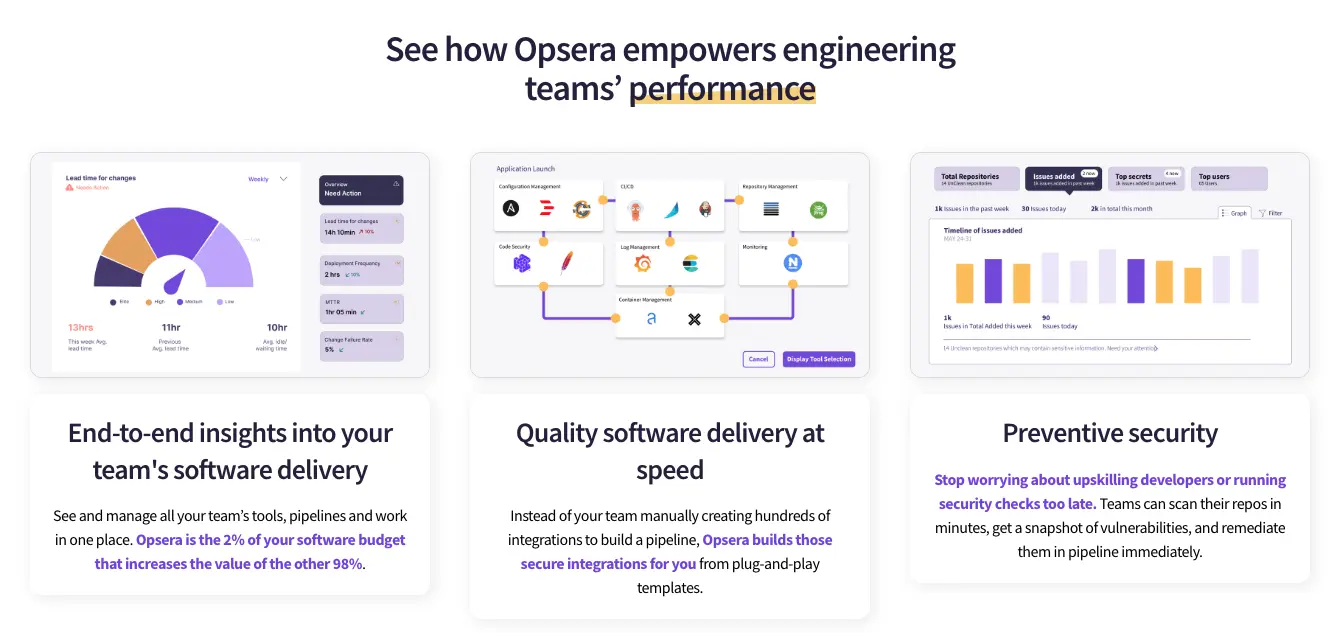 See how Opsera empowers engineering
teams’ performance
Lead time for changes
Needs Action
Weekly
Elite
High
Medium
Low
13hrs
This week Avg.
lead time
11hr
Previous
Avg. lead time
10hr
Avg. Idle/
waiting time
Overview
Need Action
Lead time for changes
14h 10min 10%
Deployment Frequency
2 hrs 10%
MTTR
1hr 05 min
Change Failure Rate
5%
Application Launch
Configuration Management
CI/CD
Repository Management
Code Security
Log Management
Monitoring
Container Management
Cancel
Display Tool Selection
Total Repositories
14 Unclean repositories
Issues added
2 new
1k issues added in past week
Top secrets
4 new
1k issues added in past week
Top users
65 Users
1k Issues in the past week
30 Issues today
2k in total this month
Graph
Filter
Timeline of issues added
MAY 24-31
1k
Issues in Total Added this week
90
Issues today
14 Unclean repositories which may contain sensitive information. Need your attention
End-to-end insights into your
team's software delivery
See and manage all your team’s tools, pipelines and work
in one place. Opsera is the 2% of your software budget
that increases the value of the other 98%.
Quality software delivery at
speed
Instead of your team manually creating hundreds of
integrations to build a pipeline, Opsera builds those
secure integrations for you from plug-and-play
templates.
Preventive security
Stop worrying about upskilling developers or running
security checks too late. Teams can scan their repos in
minutes, get a snapshot of vulnerabilities, and remediate
them in pipeline immediately.